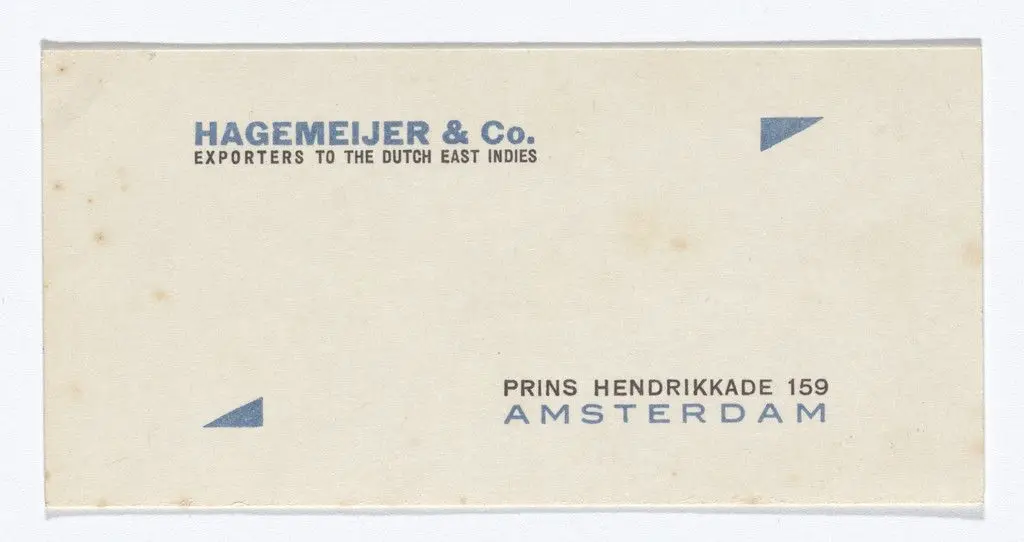 HAGEMEIJER & Co.
EXPORTERS TO THE DUTCH EAST INDIES
PRINS HENDRIKKADE 159
AMSTERDAM